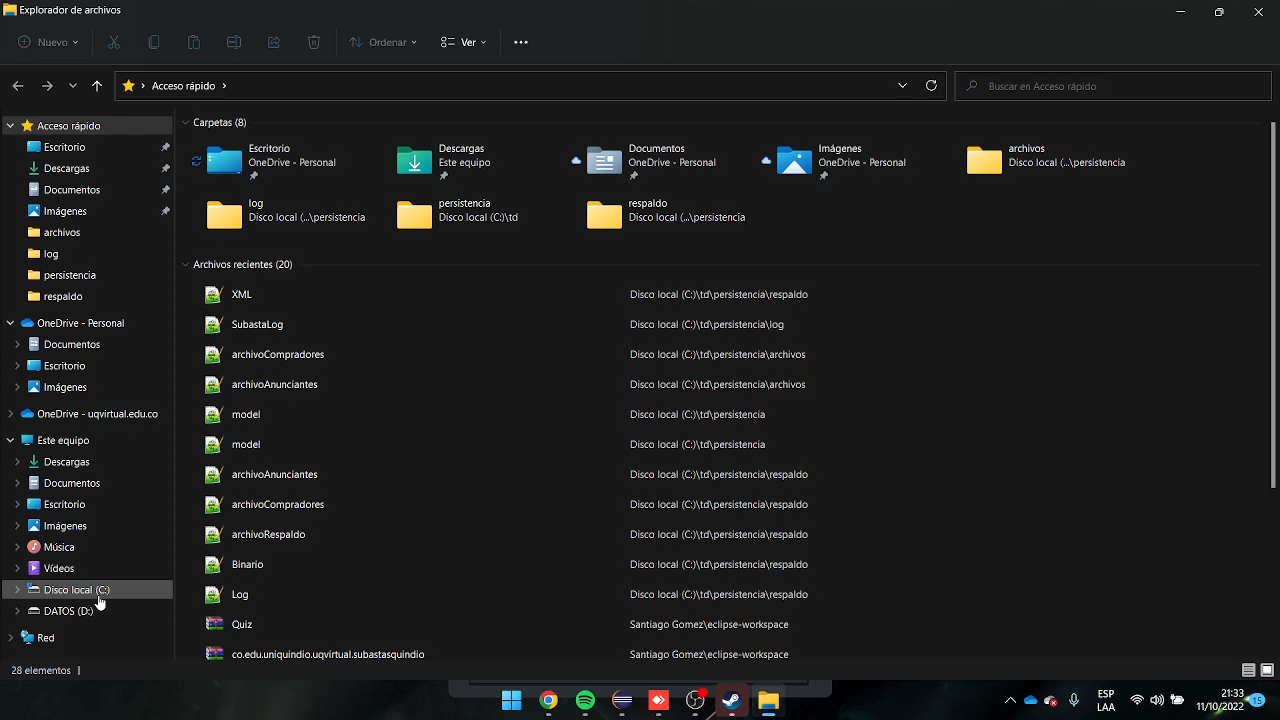 Explorador de archivos
Nuevo
Ordenar
Ver
Acceso rápido
Buscar en Acceso rápido
Acceso rápido
Escritorio
Descargas
Documentos
Imágenes
archivos
log
persistencia
respaldo
OneDrive - Personal
Documentos
Escritorio
Imágenes
OneDrive - uqvirtual.edu.co
Este equipo
Descargas
Documentos
Escritorio
Imágenes
Música
Vídeos
Disco local (C:)
DATOS (D:)
Red
Carpetas (8)
Escritorio
OneDrive - Personal
Descargas
Este equipo
Documentos
OneDrive - Personal
Imágenes
OneDrive - Personal
archivos
Disco local (...\persistencia
log
Disco local (...\persistencia
persistencia
Disco local (C:)\td
respaldo
Disco local (...\persistencia
Archivos recientes (20)
XML Disco local (C:)\td\persistencia\respaldo
SubastaLog Disco local (C:)\td\persistencia\log
archivoCompradores Disco local (C:)\td\persistencia\archivos
archivoAnunciantes Disco local (C:)\td\persistencia\archivos
model Disco local (C:)\td\persistencia
model Disco local (C:)\td\persistencia
archivoAnunciantes Disco local (C:)\td\persistencia\respaldo
archivoCompradores Disco local (C:)\td\persistencia\respaldo
archivoRespaldo Disco local (C:)\td\persistencia\respaldo
Binario Disco local (C:)\td\persistencia\respaldo
Log Disco local (C:)\td\persistencia\respaldo
Quiz Santiago Gomez\eclipse-workspace
co.edu.uniquindio.uqvirtual.subastasquindio Santiago Gomez\eclipse-workspace
28 elementos
ESP
LAA
21:33
11/10/2022
15